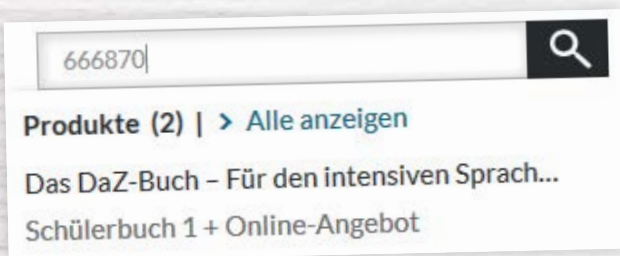 666870
Produkte (2) | > Alle anzeigen
Das DaZ-Buch – Für den intensiven Sprach...
Schülerbuch 1 + Online-Angebot